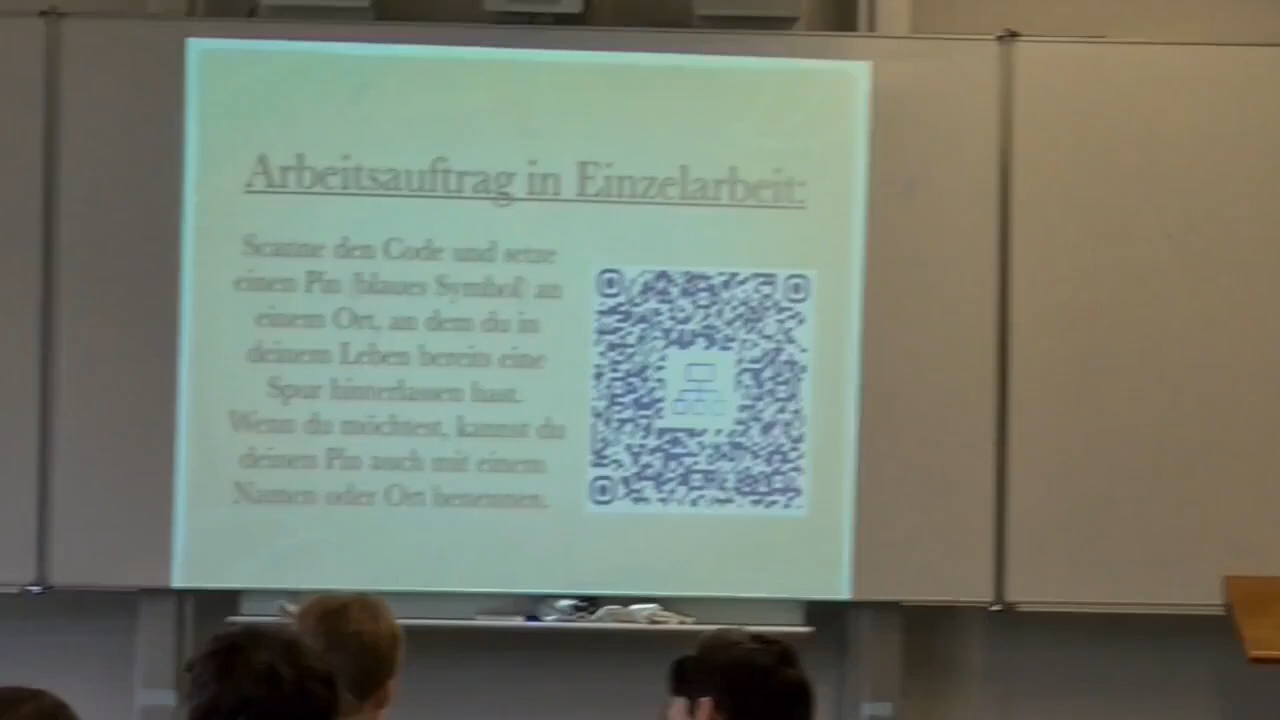 Arbeitsauftrag in Einzelarbeit:
Scanne den Code und setze
einen Pin (blaues Symbol) an
einem Ort, an dem du in
deinem Leben bereits eine
Spur hinterlassen hast.
Wenn du möchtest, kannst du
deinen Pin auch mit einem
Namen oder Ort benennen.